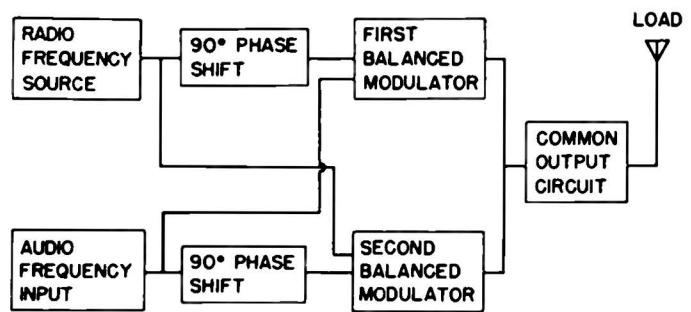 RADIO
FREQUENCY
SOURCE
90° PHASE
SHIFT
FIRST
BALANCED
MODULATOR
LOAD
COMMON
OUTPUT
CIRCUIT
AUDIO
FREQUENCY
INPUT
90° PHASE
SHIFT
SECOND
BALANCED
MODULATOR